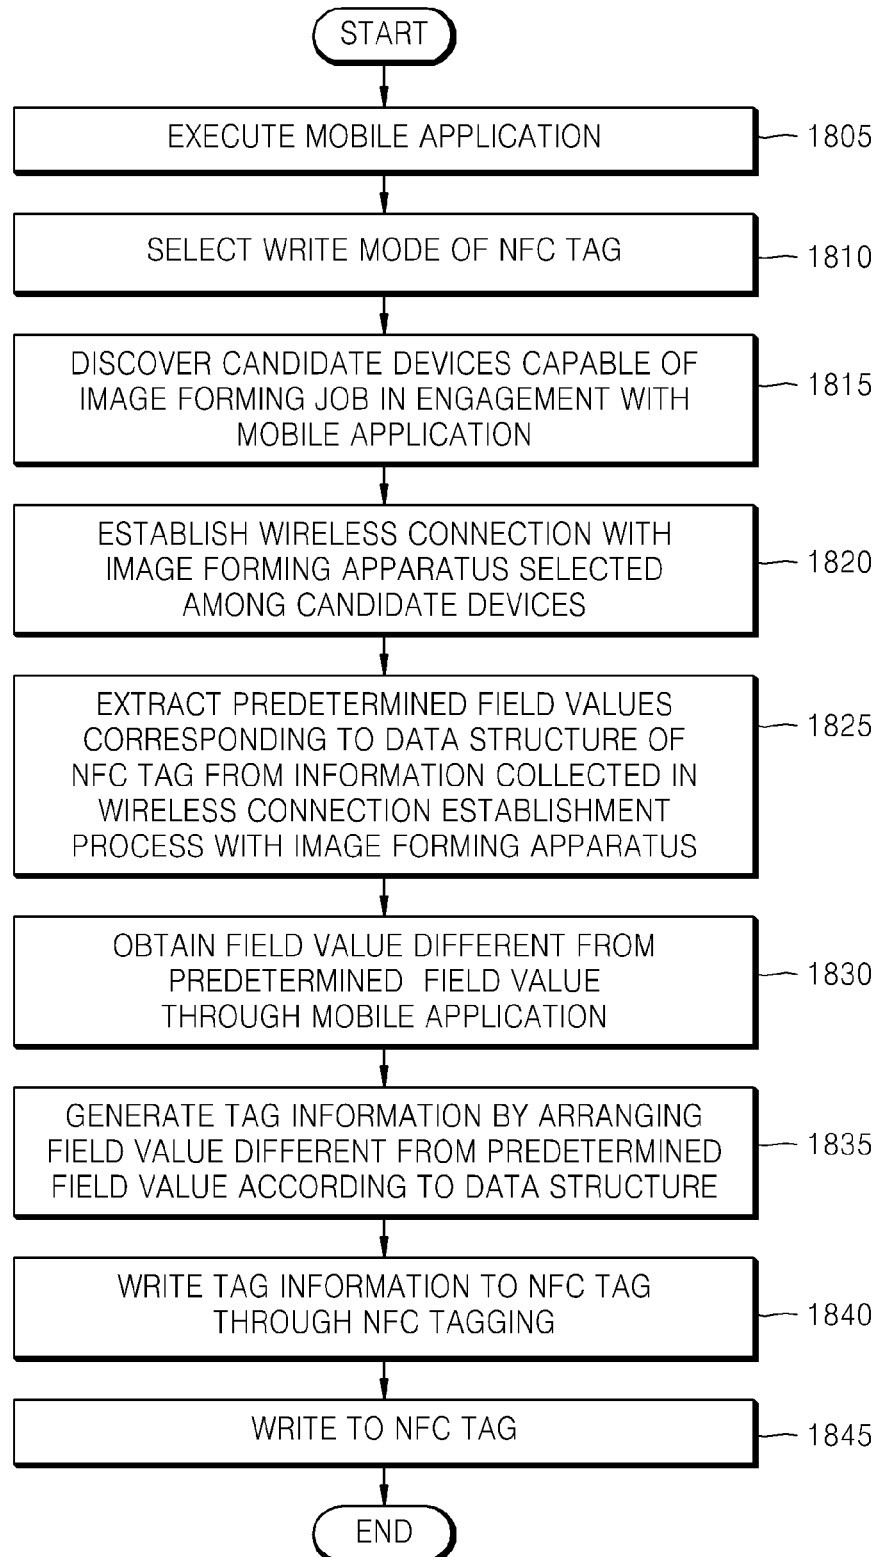 START
EXECUTE MOBILE APPLICATION
1805
SELECT WRITE MODE OF NFC TAG
1810
DISCOVER CANDIDATE DEVICES CAPABLE OF
IMAGE FORMING JOB IN ENGAGEMENT WITH
MOBILE APPLICATION
1815
ESTABLISH WIRELESS CONNECTION WITH
IMAGE FORMING APPARATUS SELECTED
AMONG CANDIDATE DEVICES
1820
EXTRACT PREDETERMINED FIELD VALUES
CORRESPONDING TO DATA STRUCTURE OF
NFC TAG FROM INFORMATION COLLECTED IN
WIRELESS CONNECTION ESTABLISHMENT
PROCESS WITH IMAGE FORMING APPARATUS
1825
OBTAIN FIELD VALUE DIFFERENT FROM
PREDETERMINED FIELD VALUE
THROUGH MOBILE APPLICATION
1830
GENERATE TAG INFORMATION BY ARRANGING
FIELD VALUE DIFFERENT FROM PREDETERMINED
FIELD VALUE ACCORDING TO DATA STRUCTURE
1835
WRITE TAG INFORMATION TO NFC TAG
THROUGH NFC TAGGING
1840
WRITE TO NFC TAG
1845
END